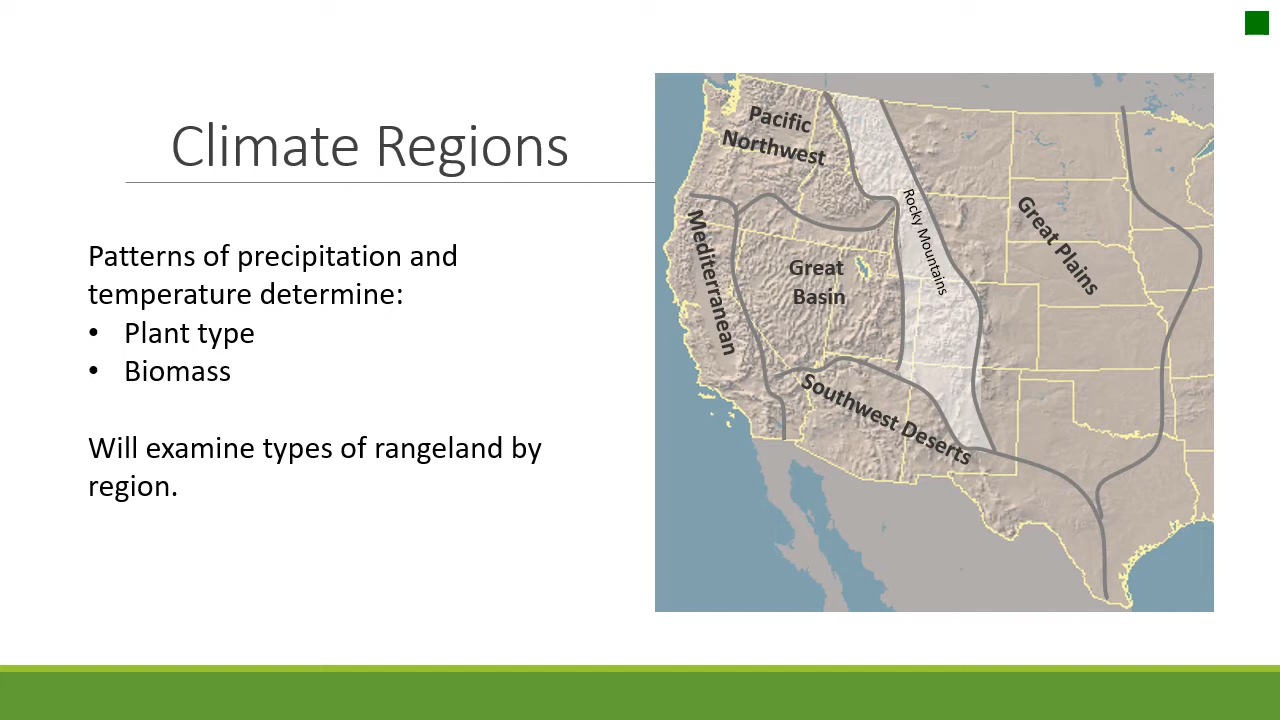 Climate Regions
Patterns of precipitation and
temperature determine:
• Plant type
• Biomass
Will examine types of rangeland by
region.
Pacific
Northwest
Rocky Mountains
Great Plains
Mediterranean
Great
Basin
Southwest Deserts